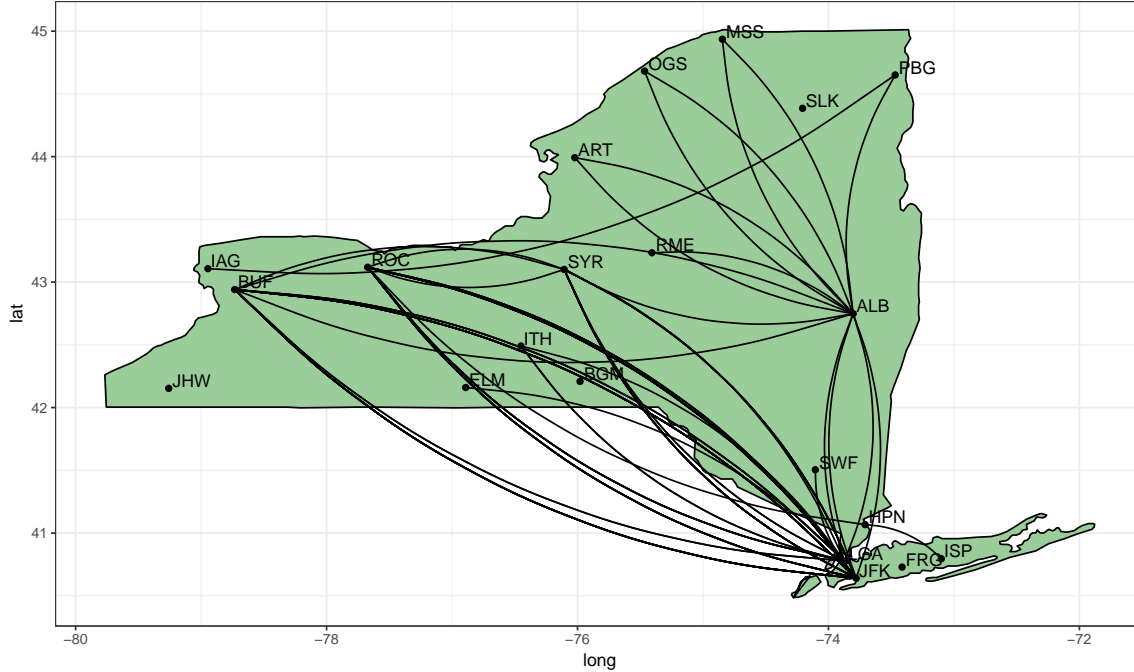 45
44
43
42
41
lat
MSS
OGS
PBG
SLK
ART
RME
IAG
ROC
SYR
BUF
ALB
ITH
JHW
ELM
BGM
SWF
HPN
LGA
ISP
FRG
JFK
−80
−78
−76
−74
−72
long